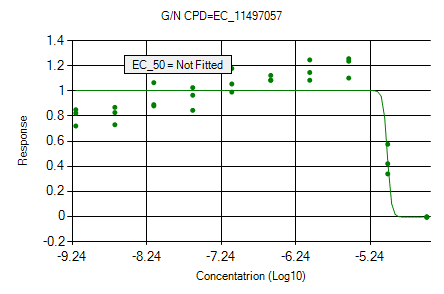 G/N CPD=EC_11497057
1.4
1.2
EC_50 = Not Fitted
1
0.8
0.6
0.4
0.2
0
-0.2
Response
-9.24 -8.24 -7.24 -6.24 -5.24
Concentatrion (Log10)